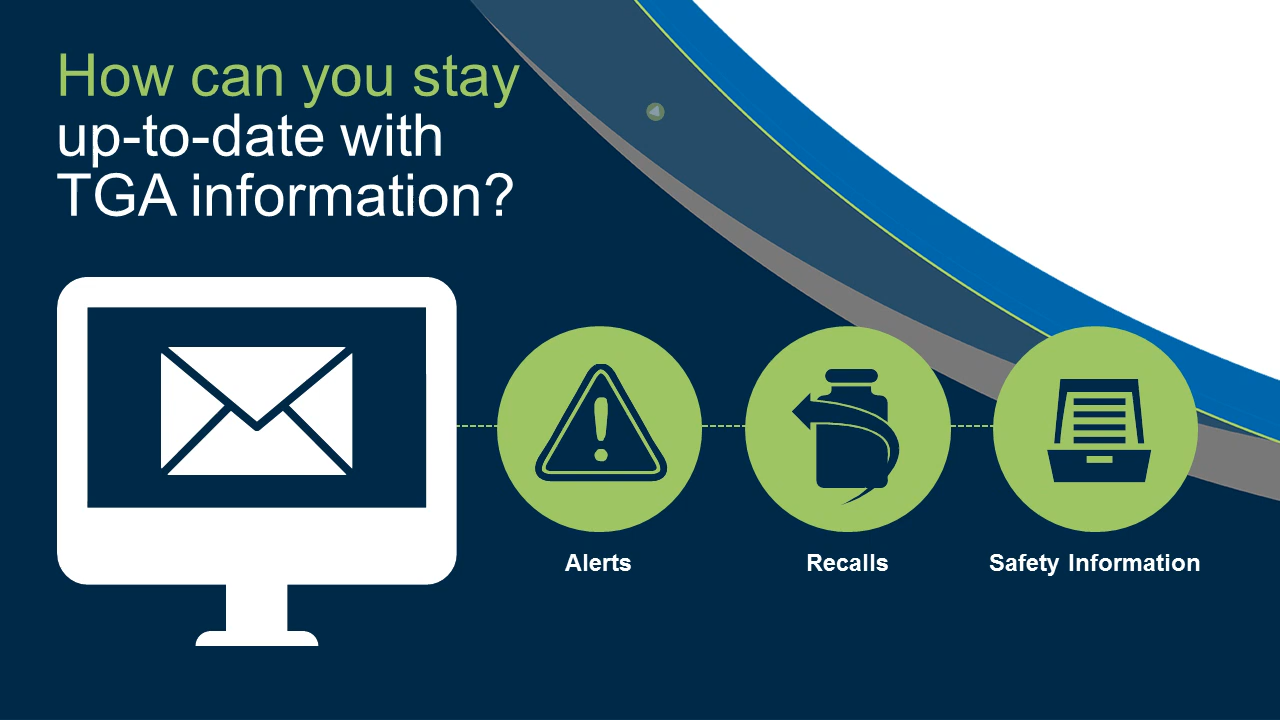 How can you stay
up-to-date with
TGA information?
Alerts
Recalls
Safety Information